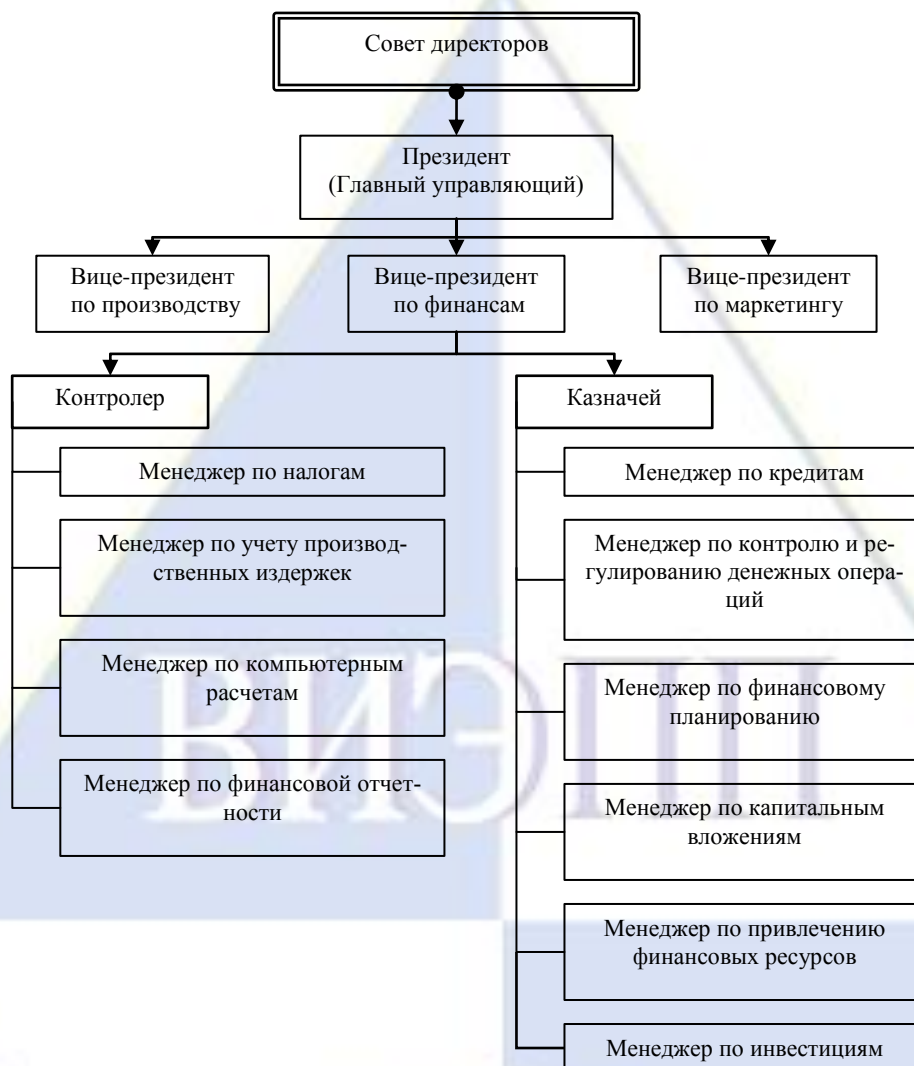 Совет директоров
Президент
(Главный управляющий)
Вице-президент
по производству
Вице-президент
по финансам
Вице-президент
по маркетингу
Контролер
Менеджер по налогам
Менеджер по учету производ-
ственных издержек
Менеджер по компьютерным
расчетам
Менеджер по финансовой отчет-
ности
Казначей
Менеджер по кредитам
Менеджер по контролю и ре-
гулированию денежных опера-
ций
Менеджер по финансовому
планированию
Менеджер по капитальным
вложениям
Менеджер по привлечению
финансовых ресурсов
Менеджер по инвестициям
ВИЭПП